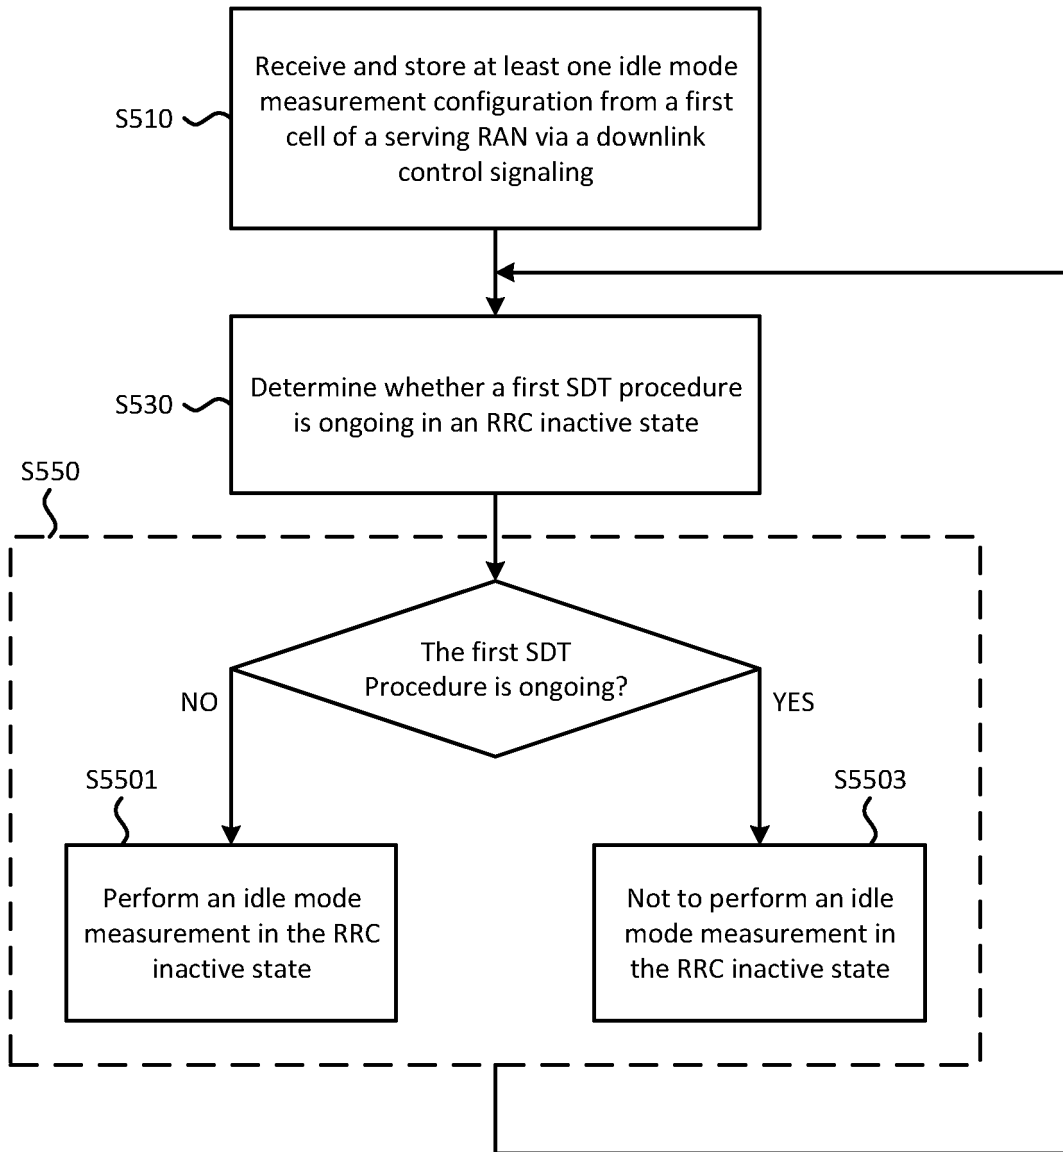 Receive and store at least one idle mode
measurement configuration from a first
cell of a serving RAN via a downlink
control signaling
S510
Determine whether a first SDT procedure
is ongoing in an RRC inactive state
S530
S550
The first SDT
Procedure is ongoing?
NO
YES
S5501
S5503
Perform an idle mode
measurement in the RRC
inactive state
Not to perform an idle
mode measurement in
the RRC inactive state